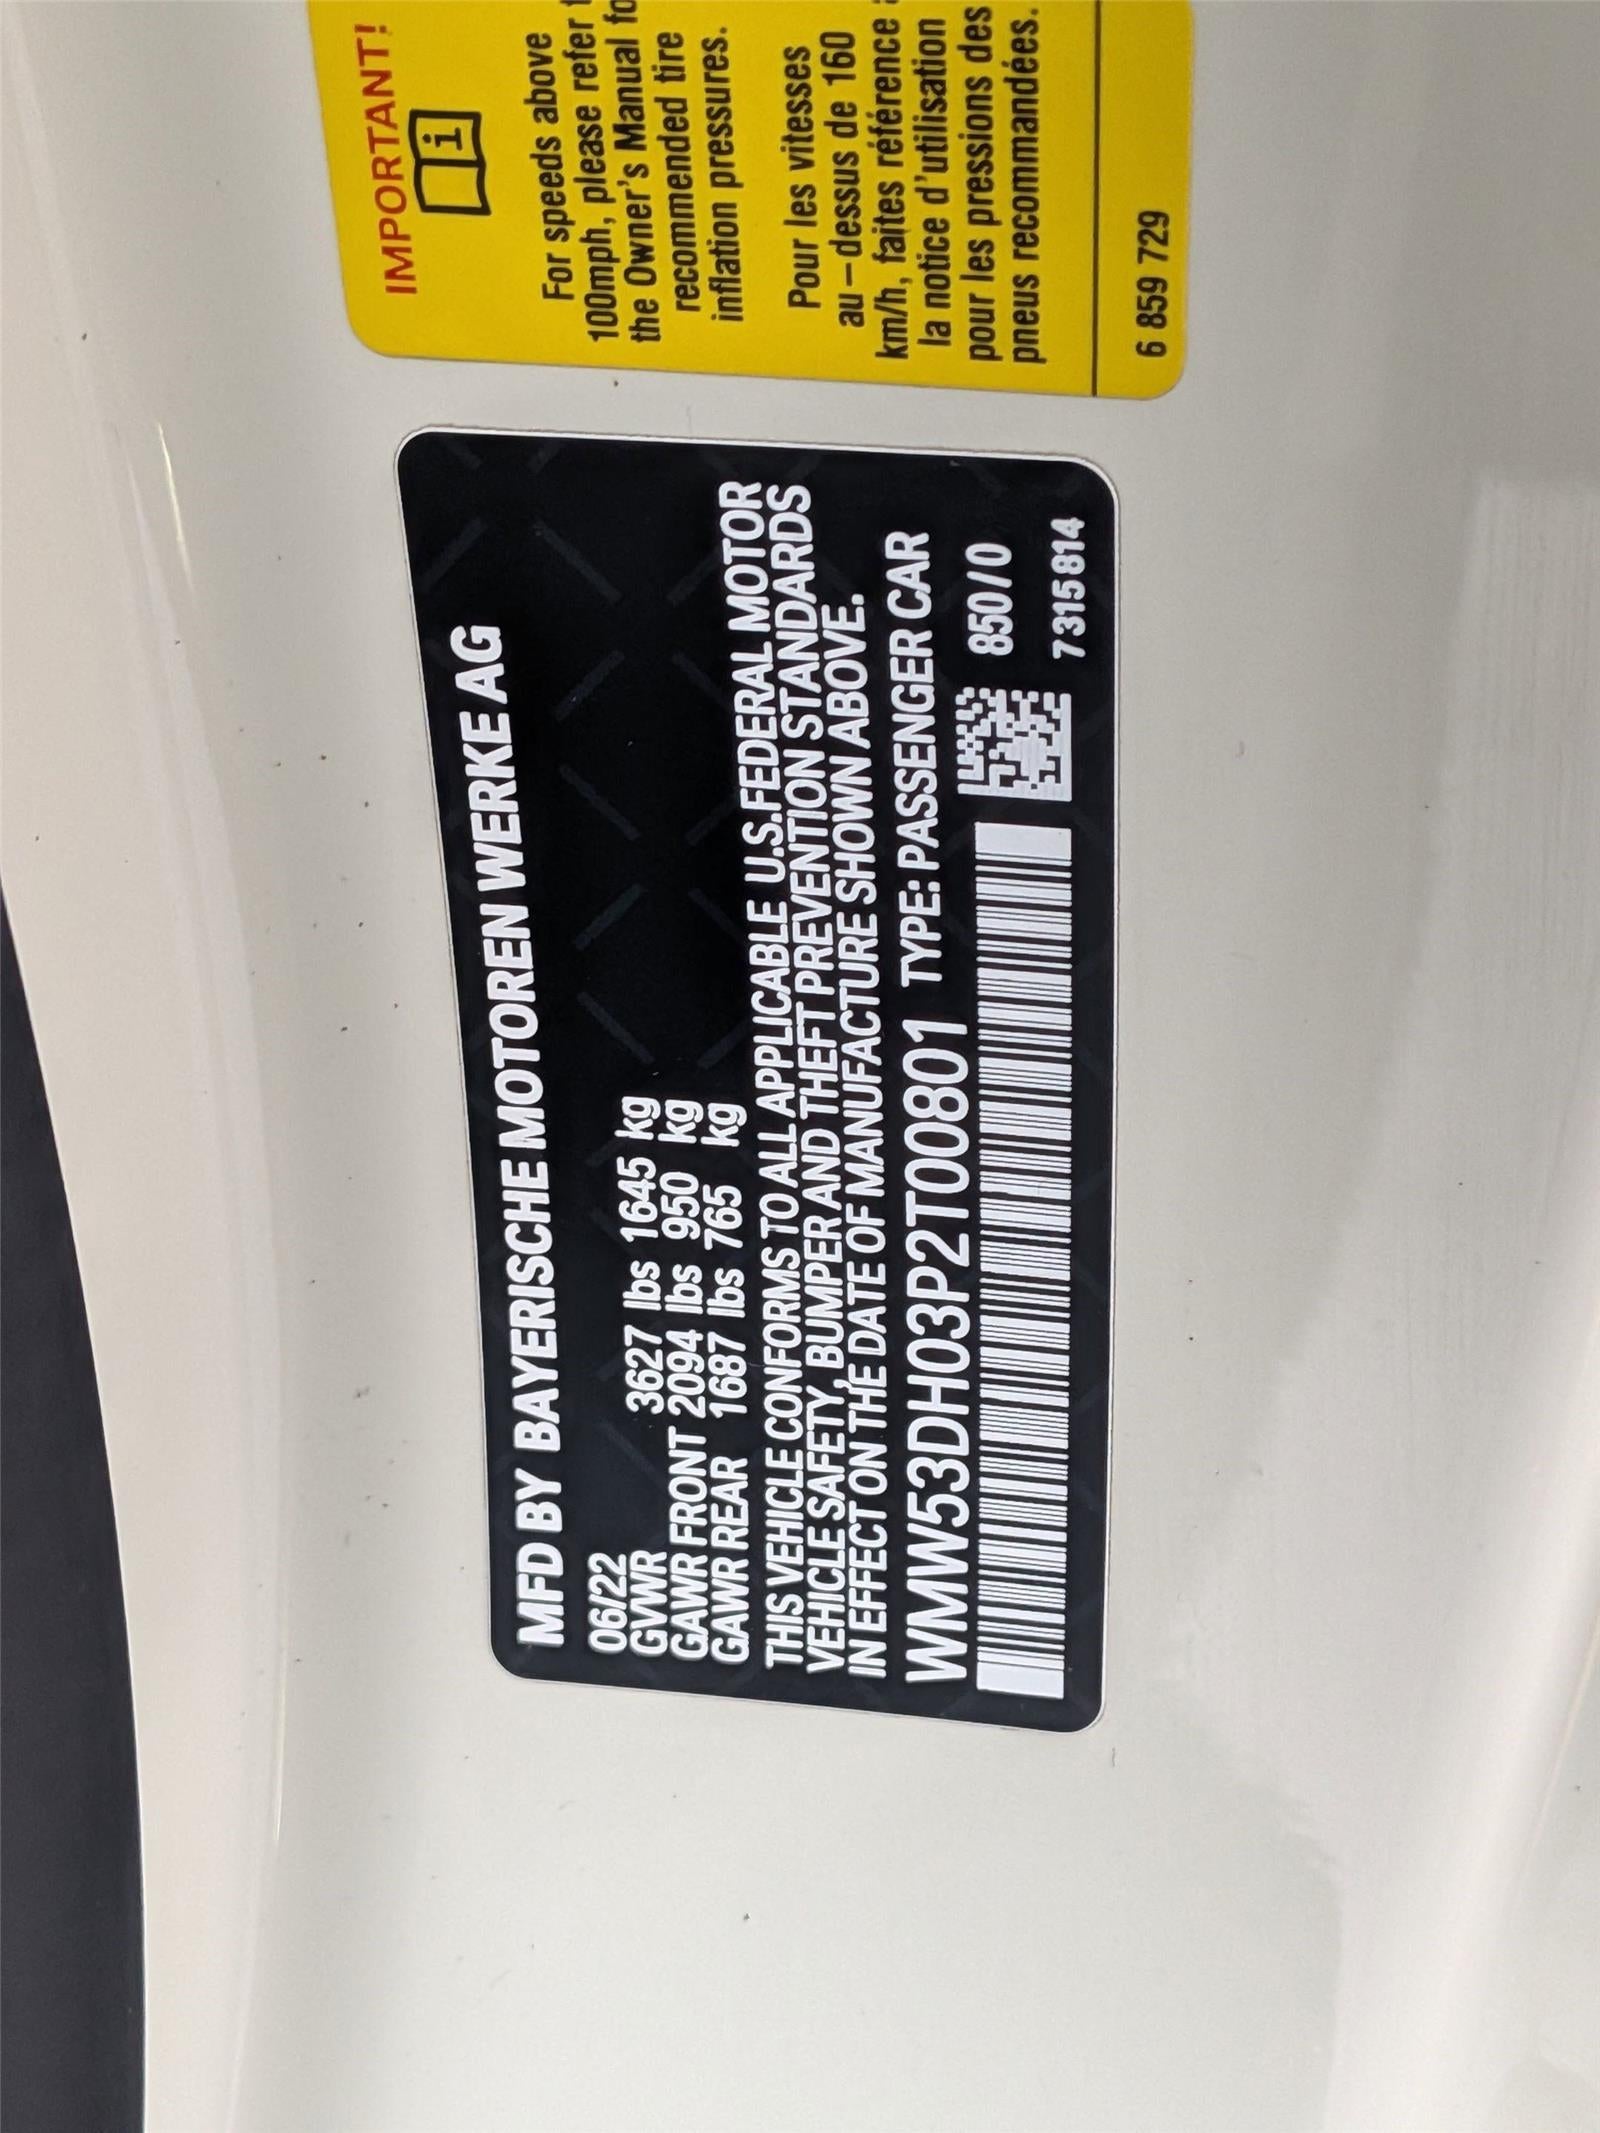 MFD BY BAYERISCHE MOTOREN WERKE AG
06/22
GVWR 3627 lbs 1645 kg
GAWR FRONT 2094 lbs 950 kg
GAWR REAR 1687 lbs 765 kg
THIS VEHICLE CONFORMS TO ALL APPLICABLE U.S.FEDERAL MOTOR
VEHICLE SAFETY, BUMPER AND THEFT PREVENTION STANDARDS
IN EFFECT ON THE DATE OF MANUFACTURE SHOWN ABOVE.
WMW53DH03P2T00801 TYPE: PASSENGER CAR
850/0
7315814
IMPORTANT!
i
For speeds above
100mph, please refer
the Owner's Manual
recommended tire
inflation pressures.
Pour les vitesses
au-dessus de 160
km/h, faites référence
la notice d'utilisation
pour les pressions des
pneus recommandées.
6 859 729